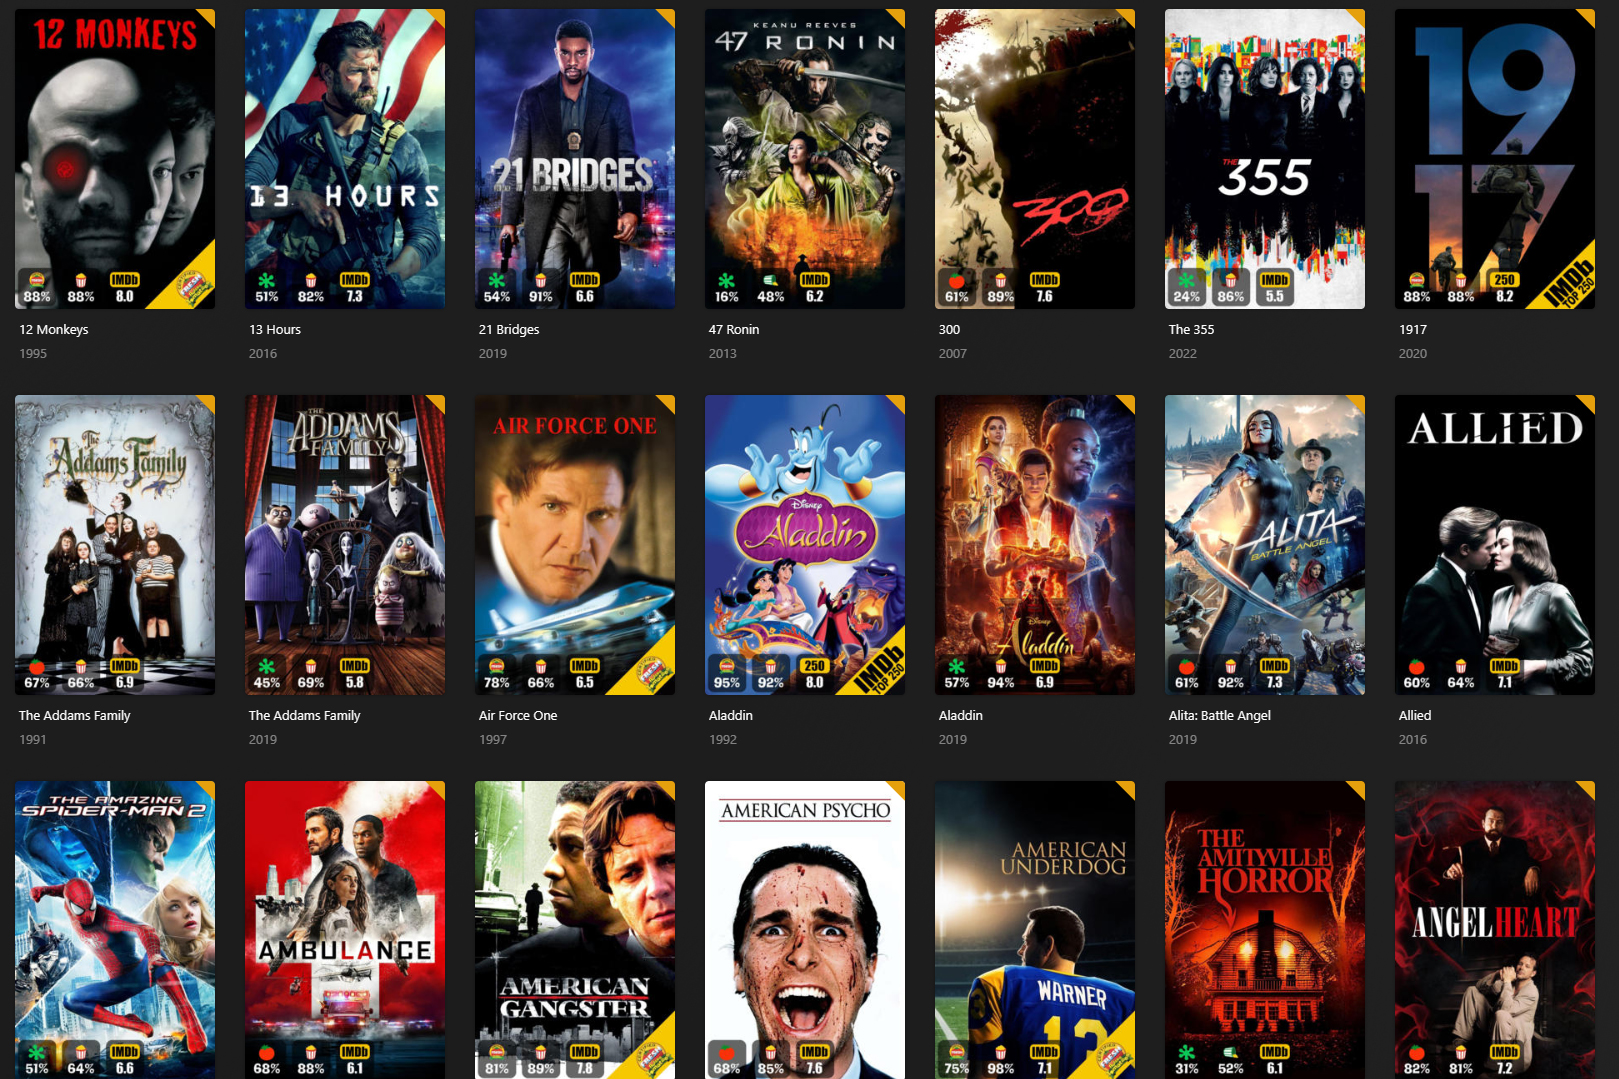 12 MONKEYS
88% 88% IMDb 8.0
13 HOURS
51% 82% IMDb 7.3
21 BRIDGES
54% 91% IMDb 6.6
KEANU REEVES
47 RONIN
16% 48% IMDb 6.2
300
61% 89% IMDb 7.6
THE
355
24% 86% IMDb 5.5
19
17
88% 88% 250 8.2
IMDb
TOP 250
12 Monkeys
1995
13 Hours
2016
21 Bridges
2019
47 Ronin
2013
300
2007
The 355
2022
1917
2020
The
Addams Family
67% 66% IMDb 6.9
THE
ADDAMS
FAMILY
45% 69% IMDb 5.8
AIR FORCE ONE
78% 66% IMDb 6.5
FRESH
Disney
Aladdin
95% 92% 250 8.0
IMDb
TOP 250
Disney
Aladdin
57% 94% IMDb 6.9
ALITA
BATTLE ANGEL
61% 92% IMDb 7.3
ALLIED
60% 64% IMDb 7.1
The Addams Family
1991
The Addams Family
2019
Air Force One
1997
Aladdin
1992
Aladdin
2019
Alita: Battle Angel
2019
Allied
2016
THE AMAZING
SPIDER-MAN 2
51% 64% IMDb 6.6
AMBULANCE
68% 88% IMDb 6.1
AMERICAN
GANGSTER
81% 89% IMDb 7.8
FRESH
AMERICAN PSYCHO
68% 85% IMDb 7.6
AMERICAN
UNDERDOG
WARNER
13
75% 98% IMDb 7.1
FRESH
THE
AMITYVILLE
HORROR
31% 52% IMDb 6.1
ANGEL HEART
82% 81% IMDb 7.2